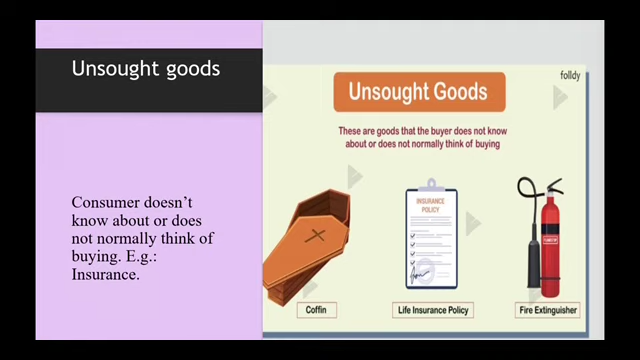 Unsought goods
Consumer doesn't
know about or does
not normally think of
buying. E.g.:
Insurance.
folldy
Unsought Goods
These are goods that the buyer does not know
about or does not normally think of buying
INSURANCE
POLICY
Coffin
Life Insurance Policy
Fire Extinguisher